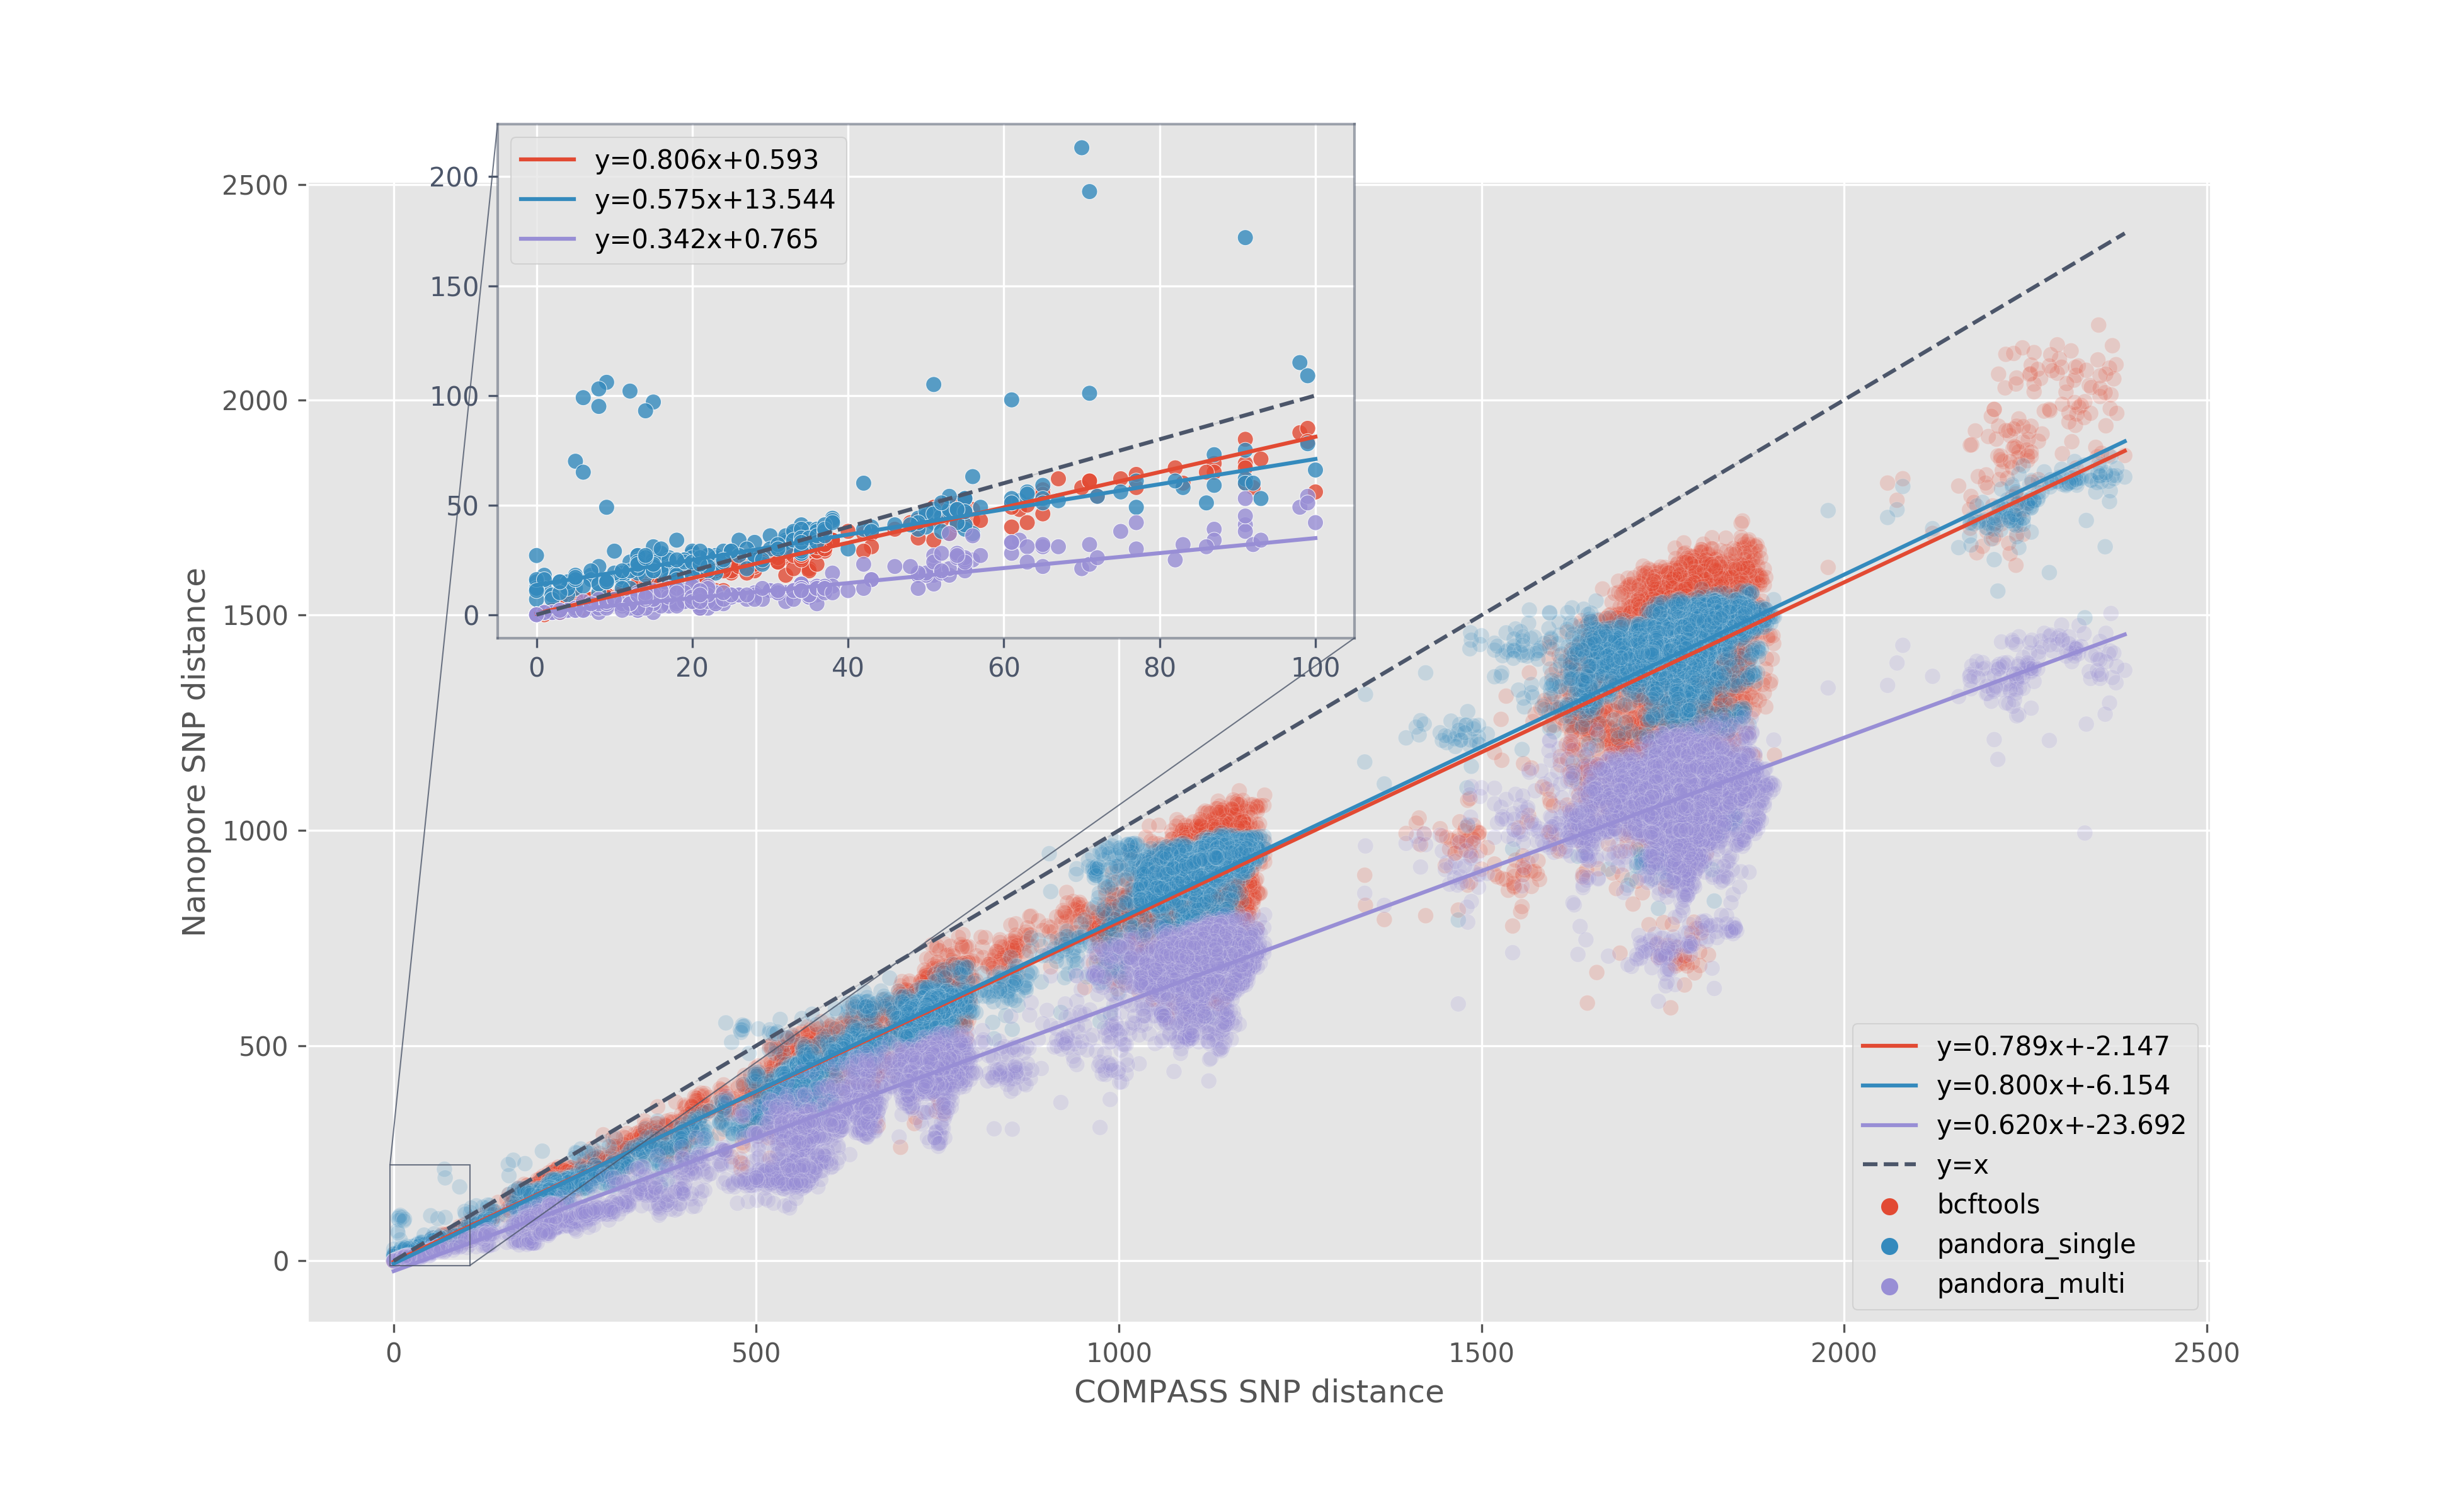 y=0.806x+0.593
y=0.575x+13.544
y=0.342x+0.765
200
150
100
50
0
0 20 40 60 80 100
2500
2000
1500
1000
500
0
Nanopore SNP distance
y=0.789x+-2.147
y=0.800x+-6.154
y=0.620x+-23.692
y=x
bcftools
pandora_single
pandora_multi
0 500 1000 1500 2000 2500
COMPASS SNP distance